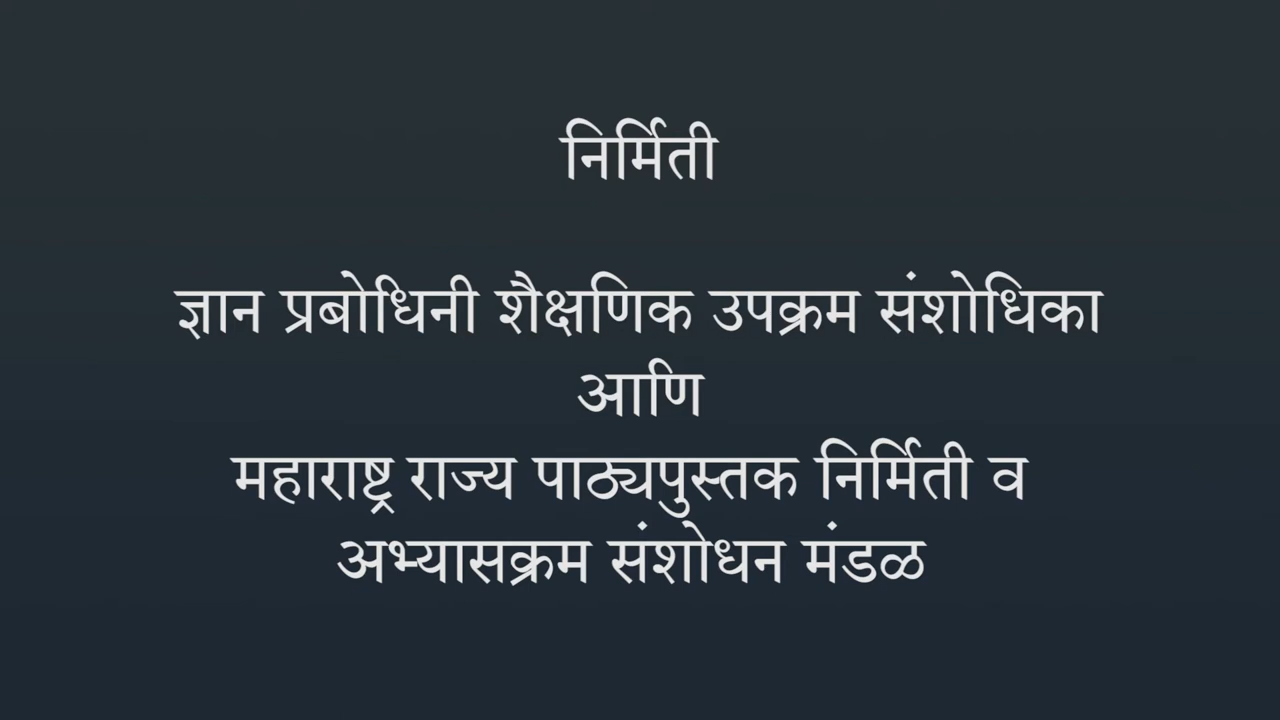 निर्मिती
ज्ञान प्रबोधिनी शैक्षणिक उपक्रम संशोधिका
आणि
महाराष्ट्र राज्य पाठ्यपुस्तक निर्मिती व
अभ्यासक्रम संशोधन मंडळ